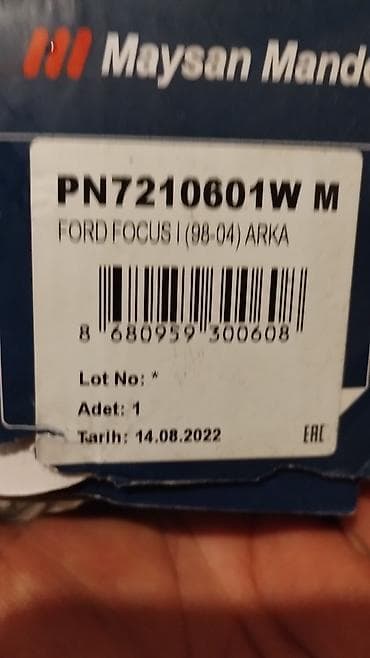 Maysan Mando
PN7210601W M
FORD FOCUS I (98-04) ARKA
8 680959 300608
Lot No: *
Adet: 1
Tarih: 14.08.2022 EAC